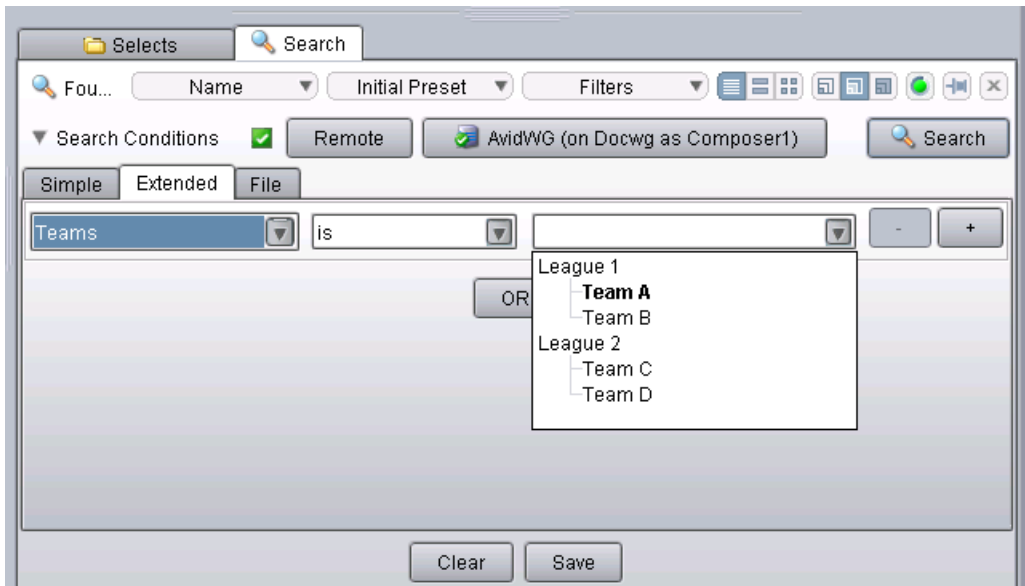 Selects Search
Fou... Name Initial Preset Filters
Search Conditions Remote AvidWG (on Docwg as Composer1) Search
Simple Extended File
Teams is - +
League 1
Team A
OR
Team B
League 2
Team C
Team D
Clear Save